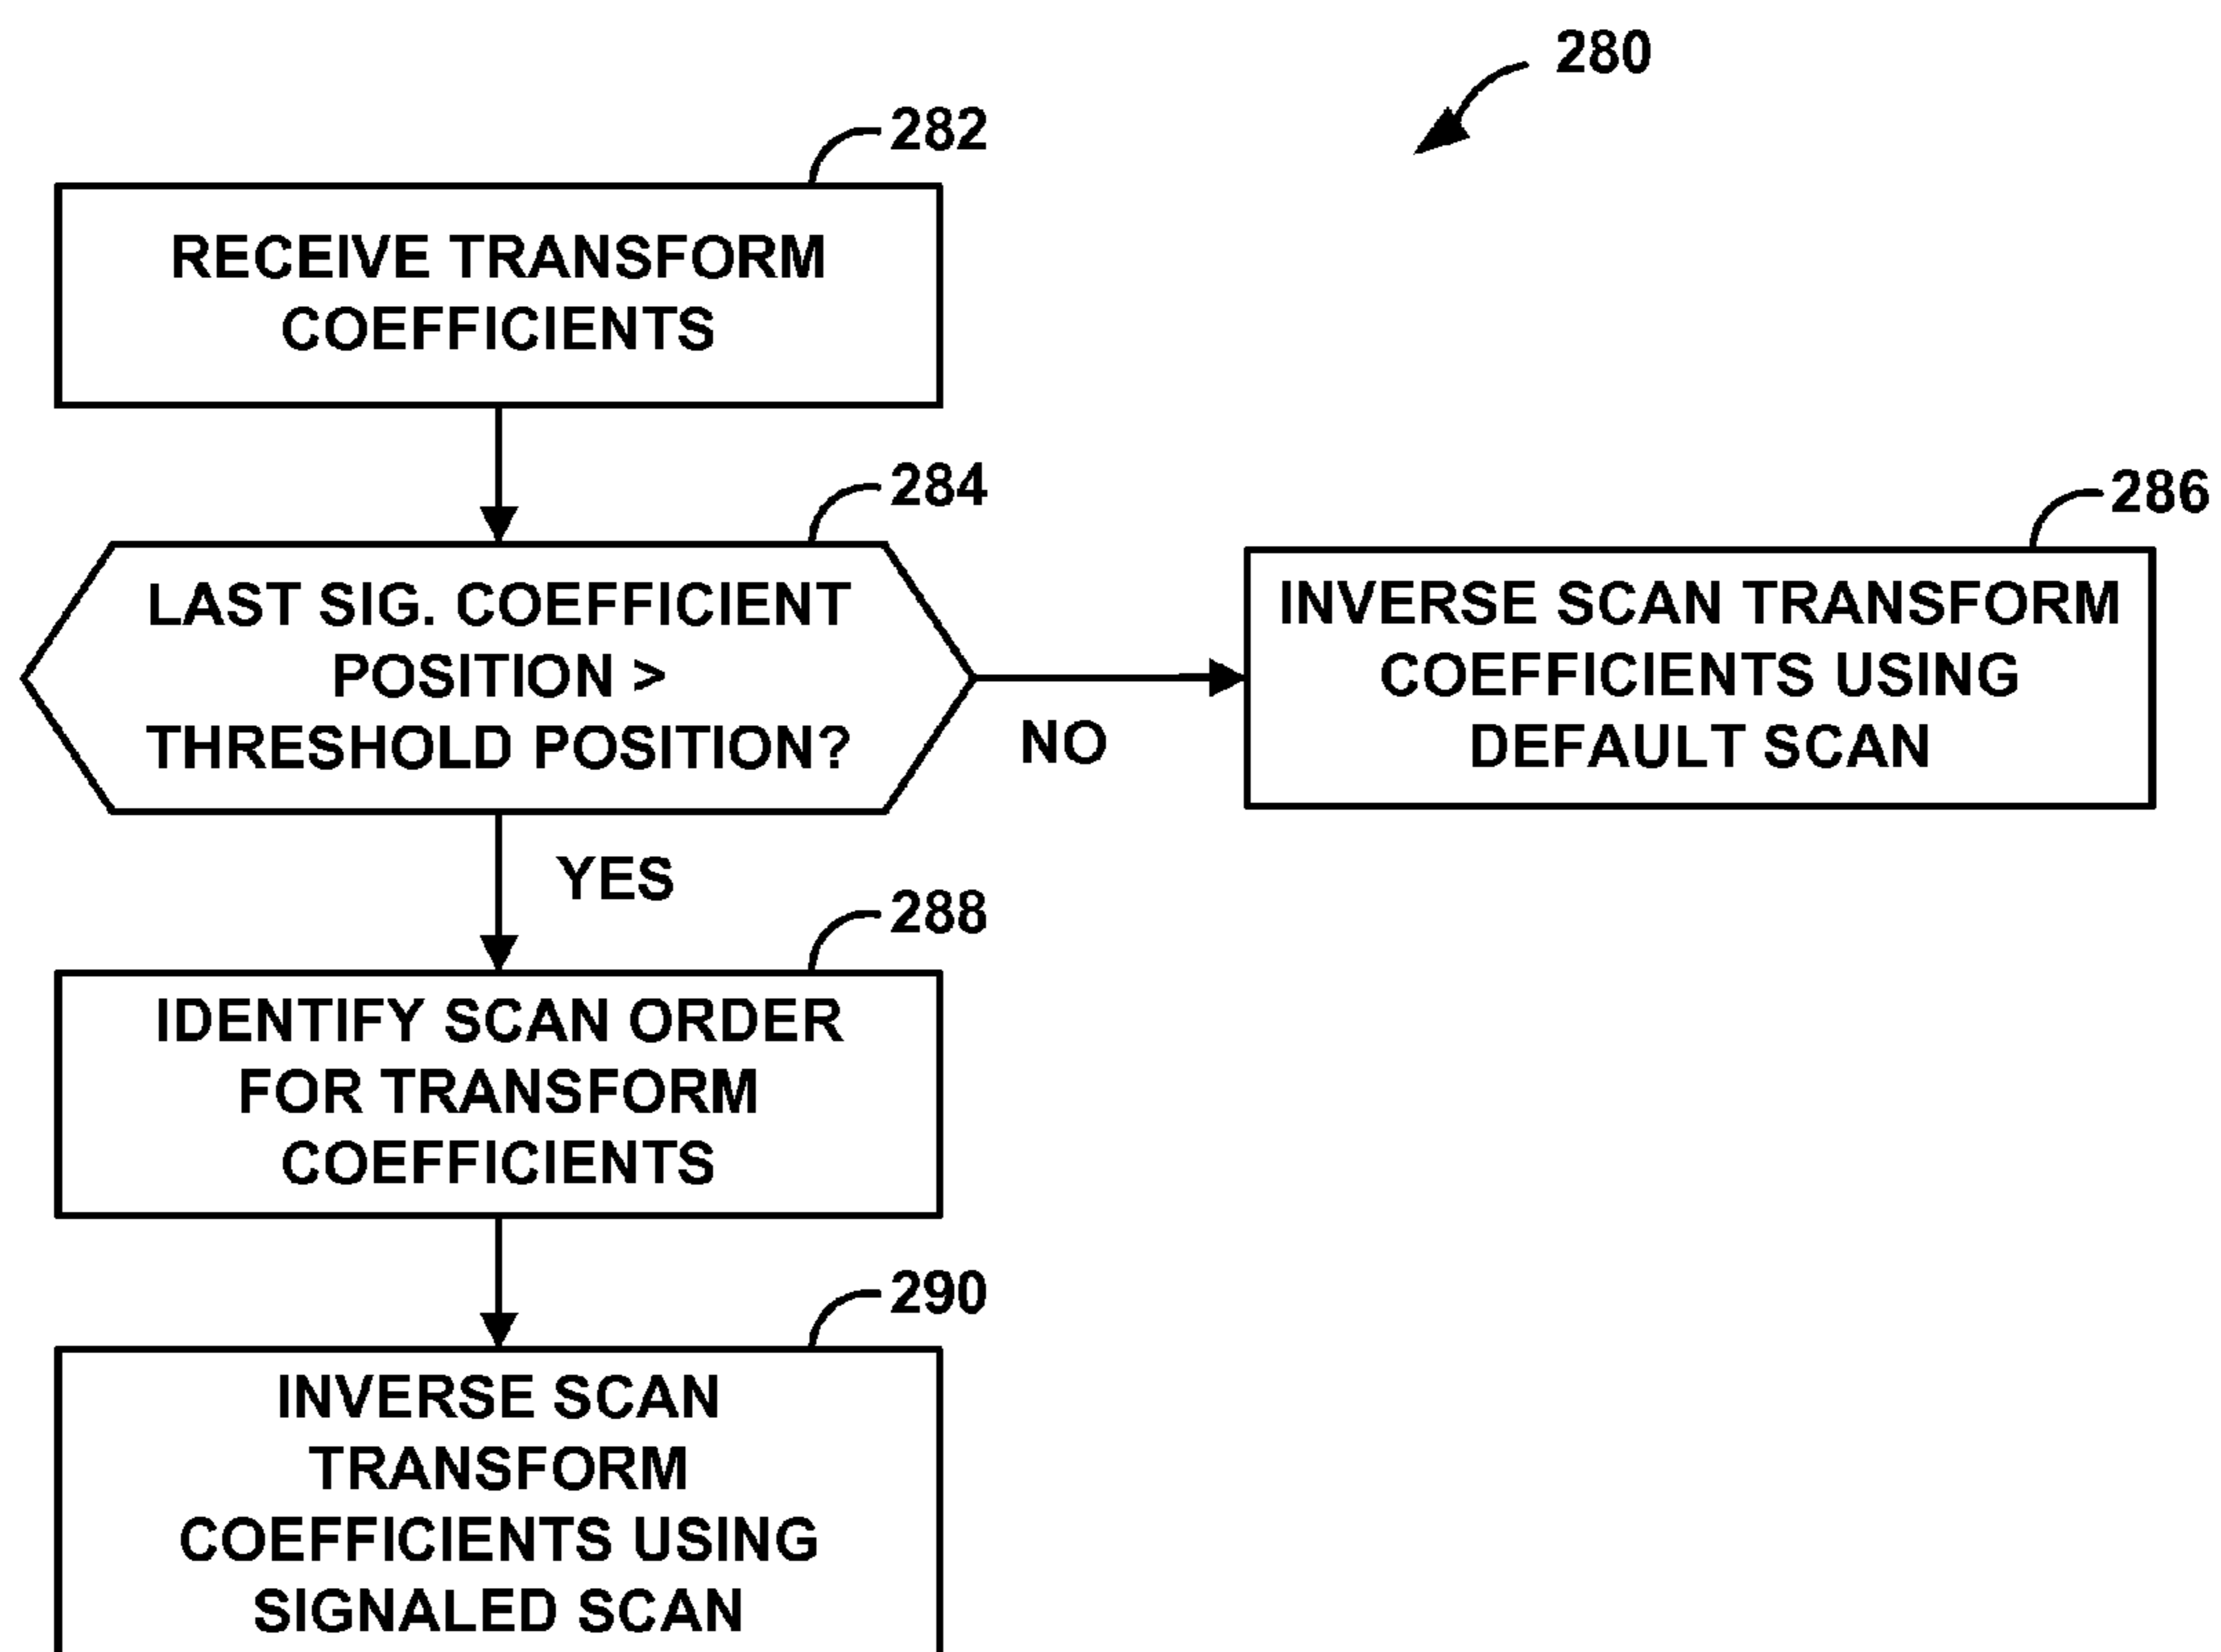 280
282
RECEIVE TRANSFORM
COEFFICIENTS
284
LAST SIG. COEFFICIENT
POSITION >
THRESHOLD POSITION?
NO
286
INVERSE SCAN TRANSFORM
COEFFICIENTS USING
DEFAULT SCAN
YES
288
IDENTIFY SCAN ORDER
FOR TRANSFORM
COEFFICIENTS
290
INVERSE SCAN
TRANSFORM
COEFFICIENTS USING
SIGNALED SCAN